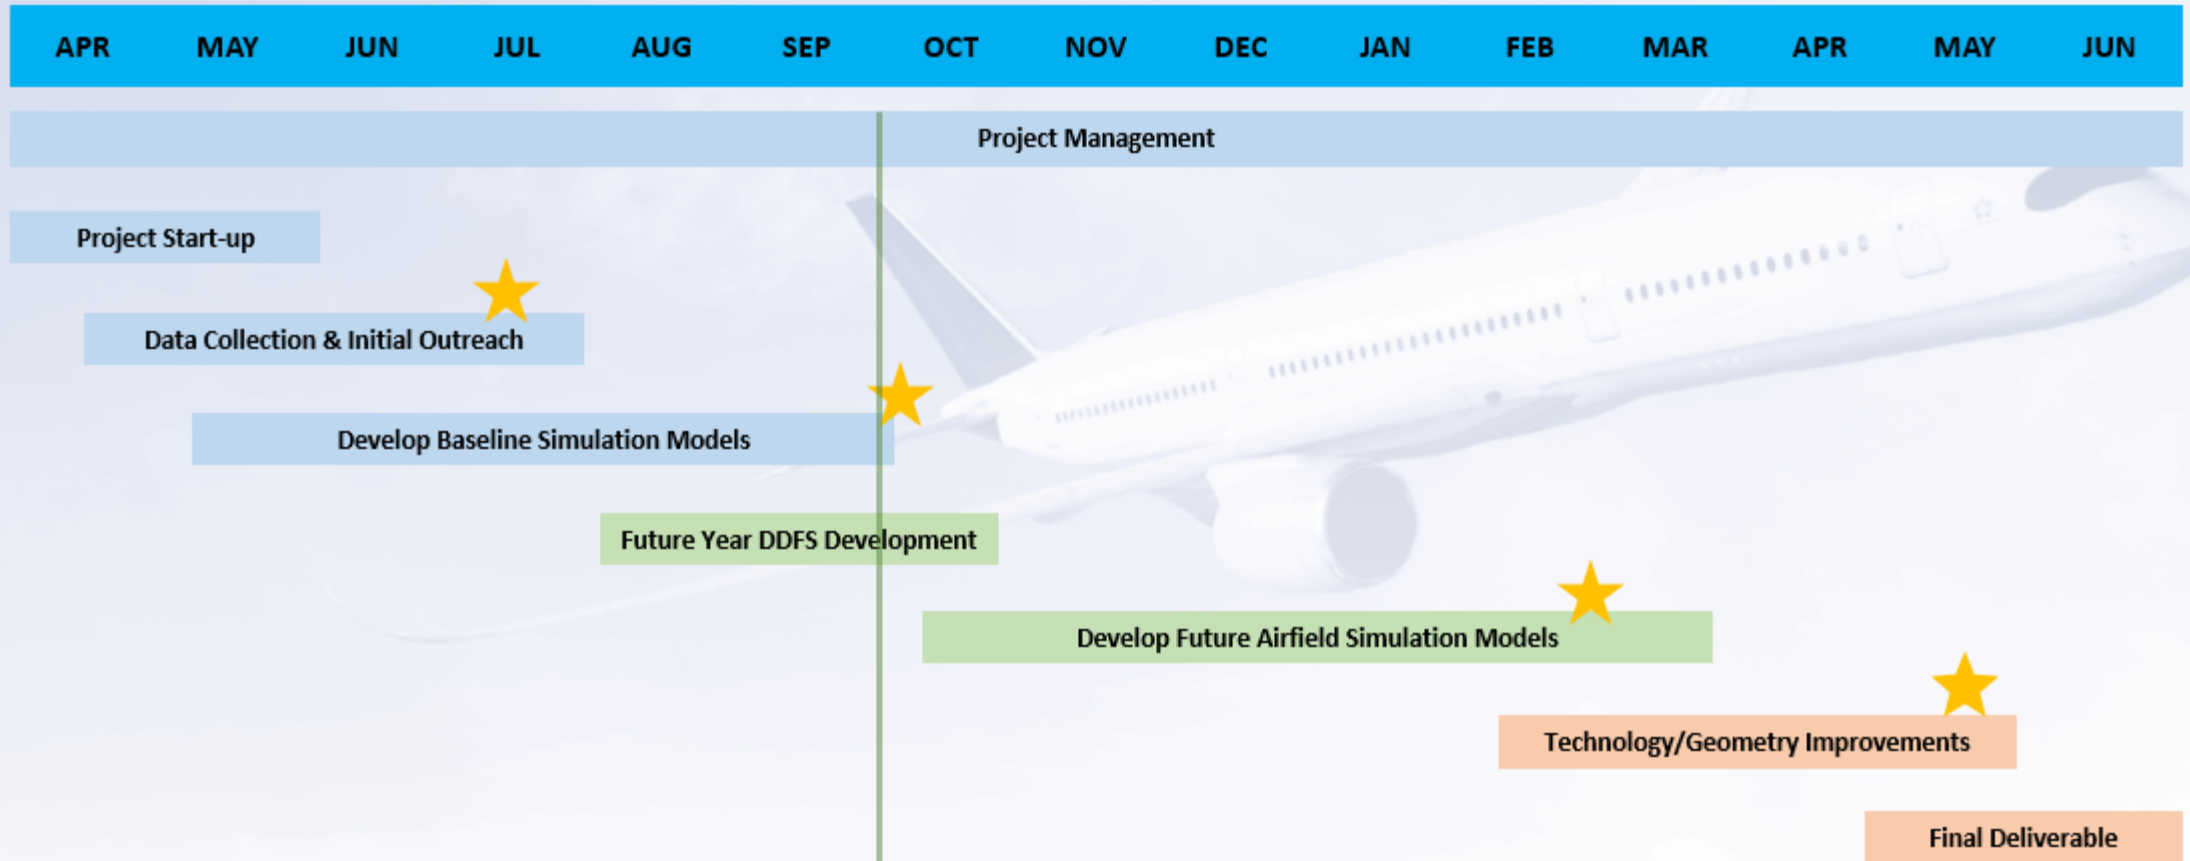 APR MAY JUN JUL AUG SEP OCT NOV DEC JAN FEB MAR APR MAY JUN
Project Management
Project Start-up
Data Collection & Initial Outreach
Develop Baseline Simulation Models
Future Year DDFS Development
Develop Future Airfield Simulation Models
Technology/Geometry Improvements
Final Deliverable